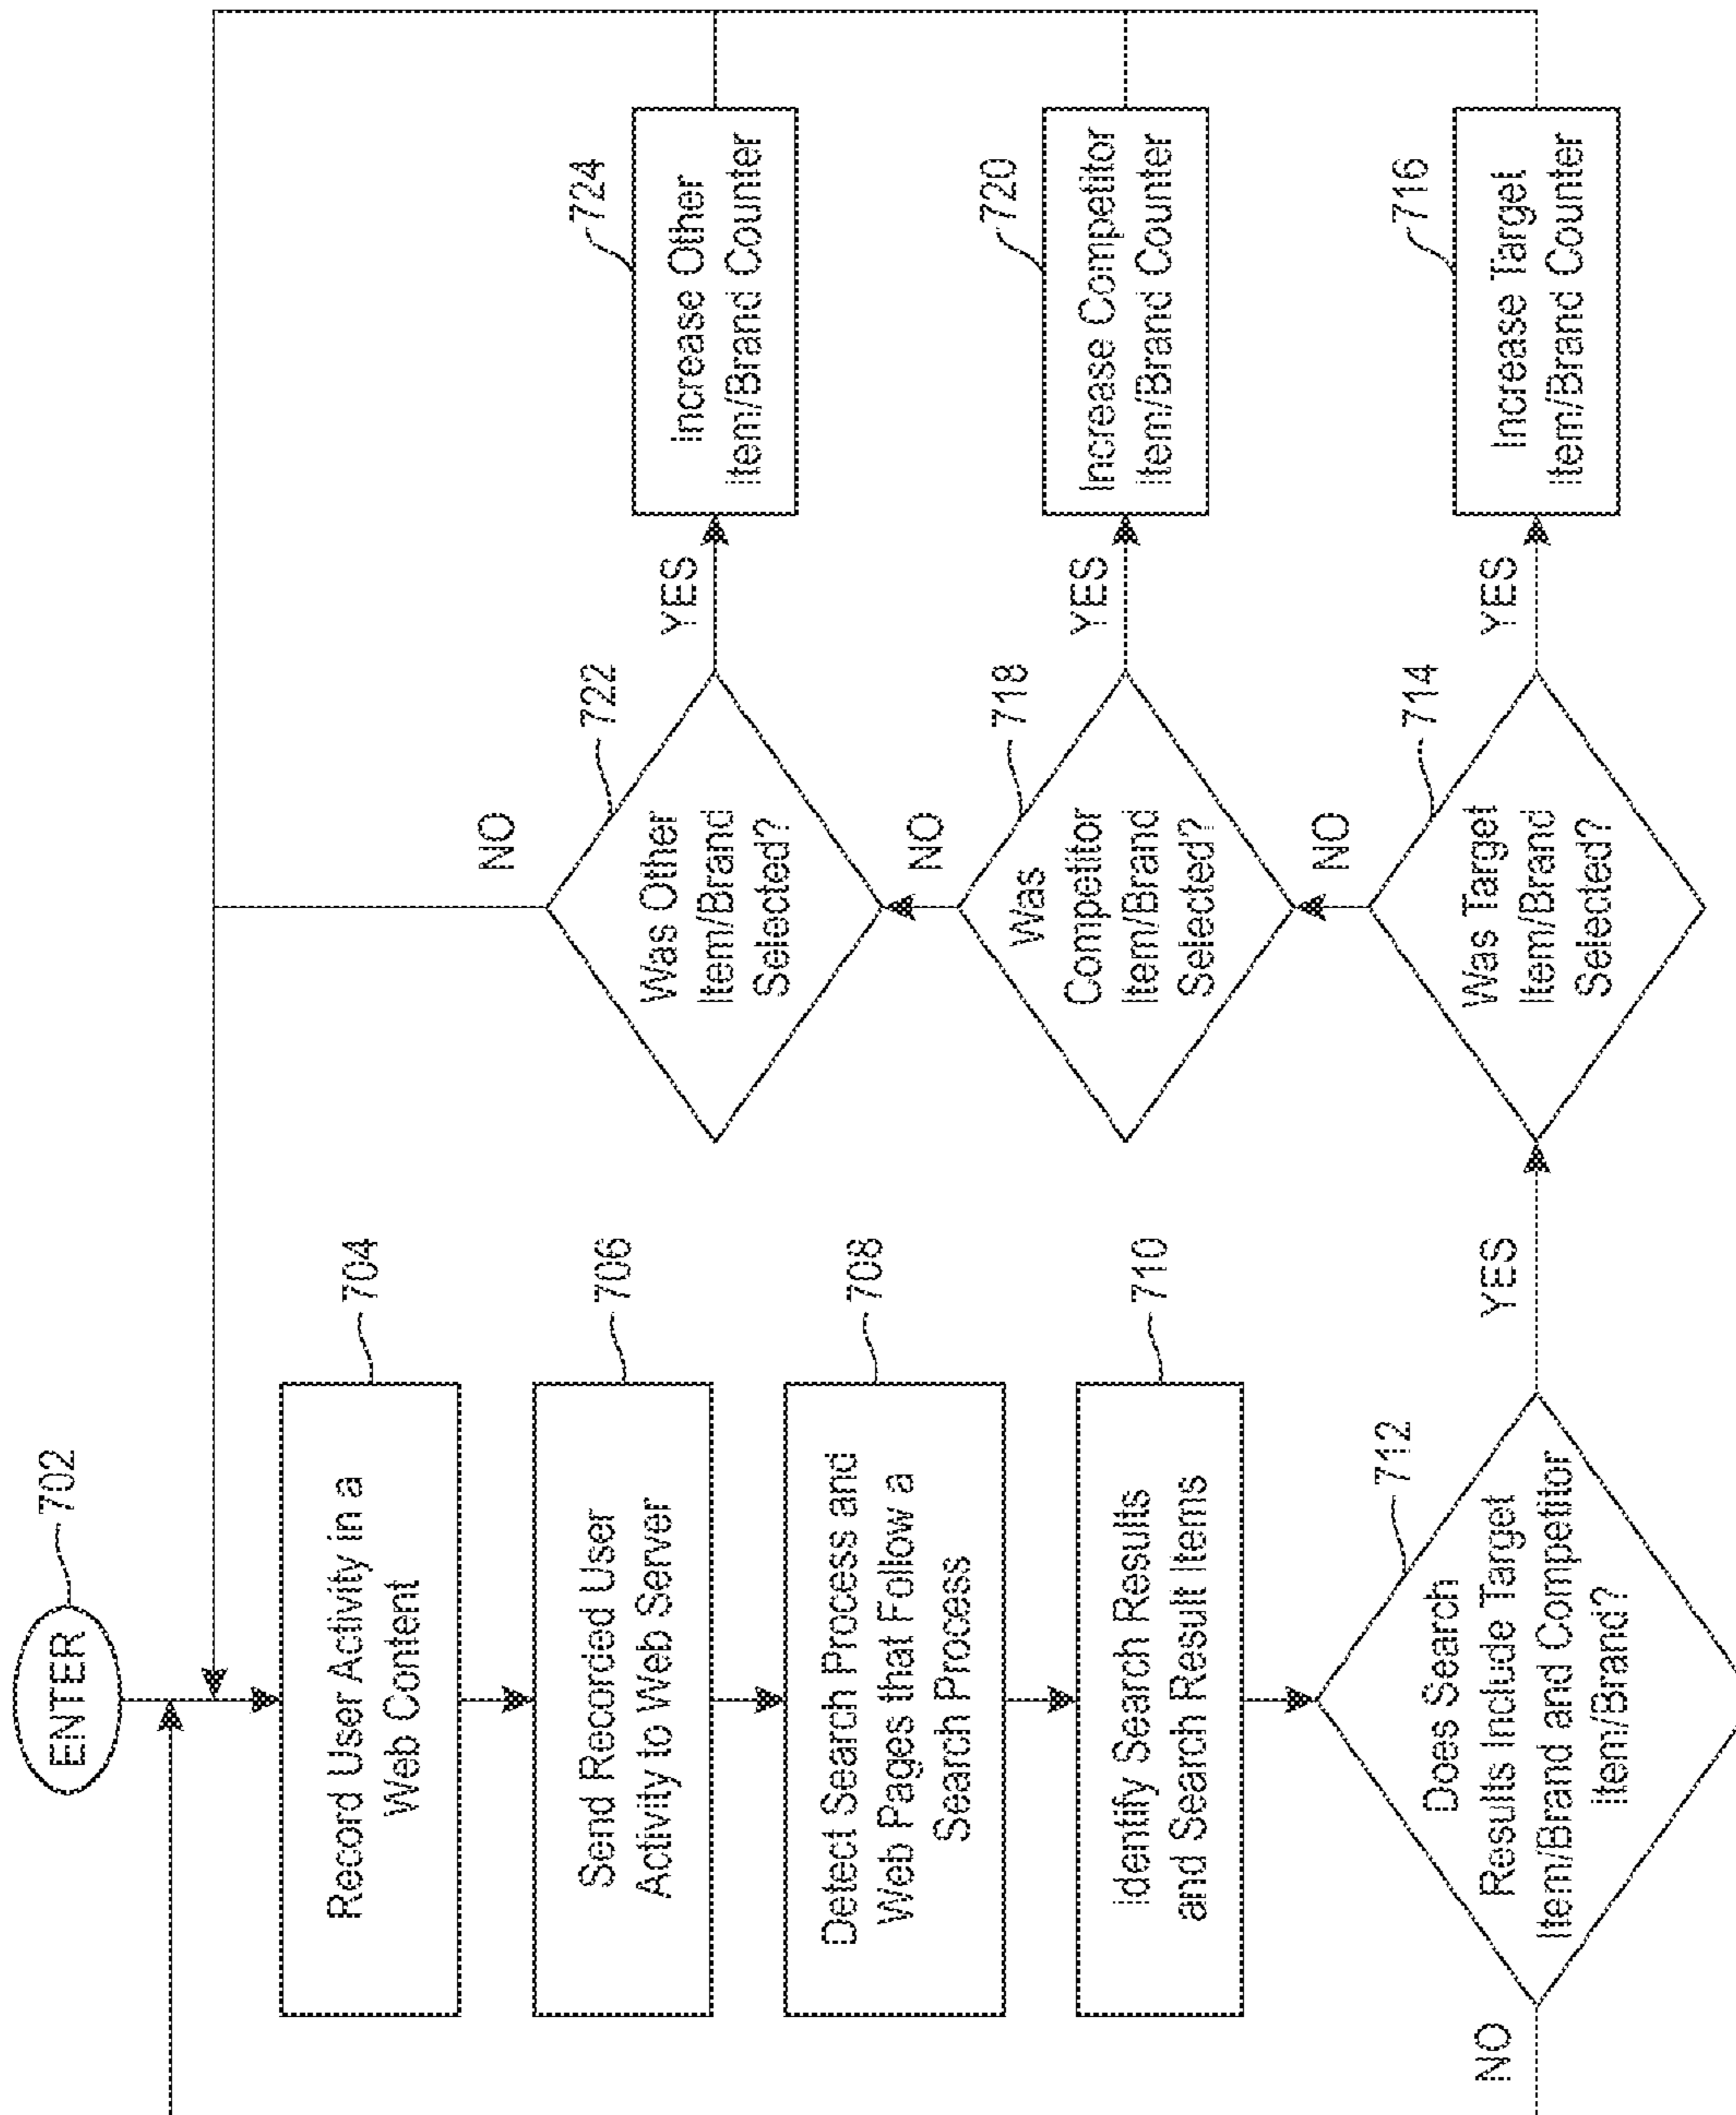 ENTER
702
Record User Activity in a
Web Content
704
Send Recorded User
Activity to Web Server
706
Detect Search Process and
Web Pages that Follow a
Search Process
708
Identify Search Results
and Search Result Items
710
Does Search
Results Include Target
Item/Brand and Competitor
Item/Brand?
712
NO
YES
Was Target
Item/Brand
Selected?
714
NO
YES
Increase Target
Item/Brand Counter
716
Was
Competitor
Item/Brand
Selected?
718
NO
YES
Increase Competitor
Item/Brand Counter
720
Was Other
Item/Brand
Selected?
722
NO
YES
Increase Other
Item/Brand Counter
724